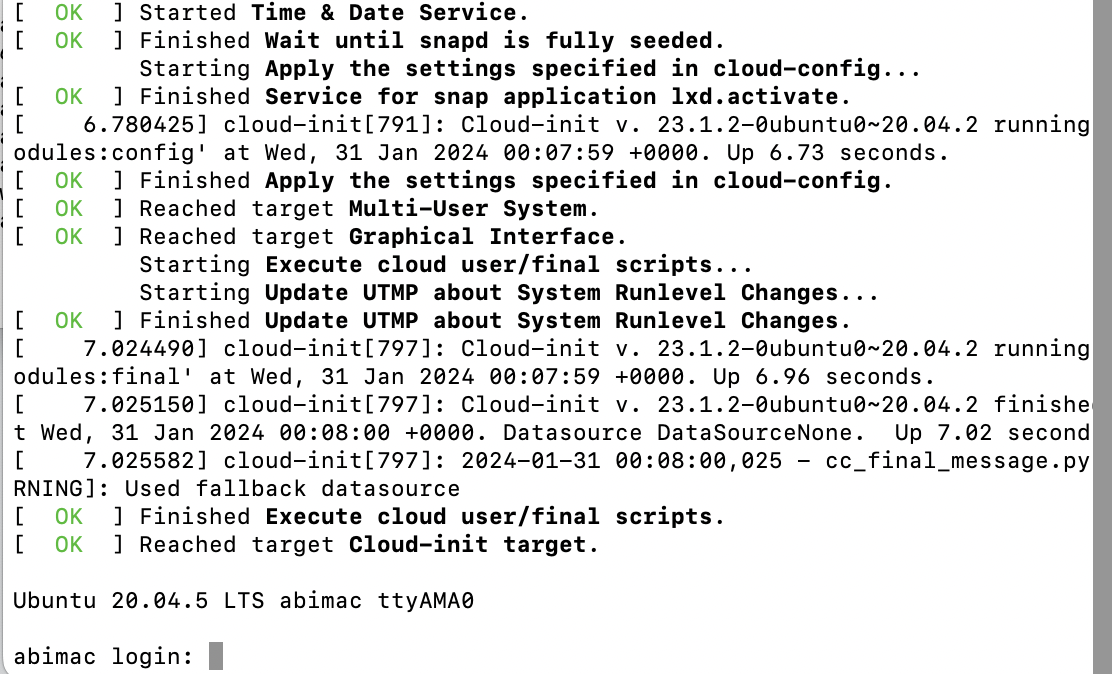 [  OK  ] Started Time & Date Service.
[  OK  ] Finished Wait until snapd is fully seeded.
         Starting Apply the settings specified in cloud-config...
[  OK  ] Finished Service for snap application lxd.activate.
[    6.780425] cloud-init[791]: Cloud-init v. 23.1.2-0ubuntu0~20.04.2 running
odules:config' at Wed, 31 Jan 2024 00:07:59 +0000. Up 6.73 seconds.
[  OK  ] Finished Apply the settings specified in cloud-config.
[  OK  ] Reached target Multi-User System.
[  OK  ] Reached target Graphical Interface.
         Starting Execute cloud user/final scripts...
         Starting Update UTMP about System Runlevel Changes...
[  OK  ] Finished Update UTMP about System Runlevel Changes.
[    7.024490] cloud-init[797]: Cloud-init v. 23.1.2-0ubuntu0~20.04.2 running
odules:final' at Wed, 31 Jan 2024 00:07:59 +0000. Up 6.96 seconds.
[    7.025150] cloud-init[797]: Cloud-init v. 23.1.2-0ubuntu0~20.04.2 finishe
t Wed, 31 Jan 2024 00:08:00 +0000. Datasource DataSourceNone.  Up 7.02 second
[    7.025582] cloud-init[797]: 2024-01-31 00:08:00,025 - cc_final_message.py
RNING]: Used fallback datasource
[  OK  ] Finished Execute cloud user/final scripts.
[  OK  ] Reached target Cloud-init target.
Ubuntu 20.04.5 LTS abimac ttyAMA0
abimac login: